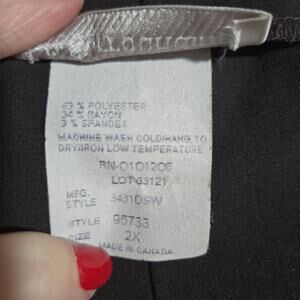 63 % POLYESTER
34 % RAYON
3 % SPANDEX
MACHINE WASH COLD/HANG TO
DRY/IRON LOW TEMPERATURE
RN-0101205
LOT-63121
MFG.
STYLE 34310SW
STYLE 95733
SIZE 2X
MADE IN CANADA